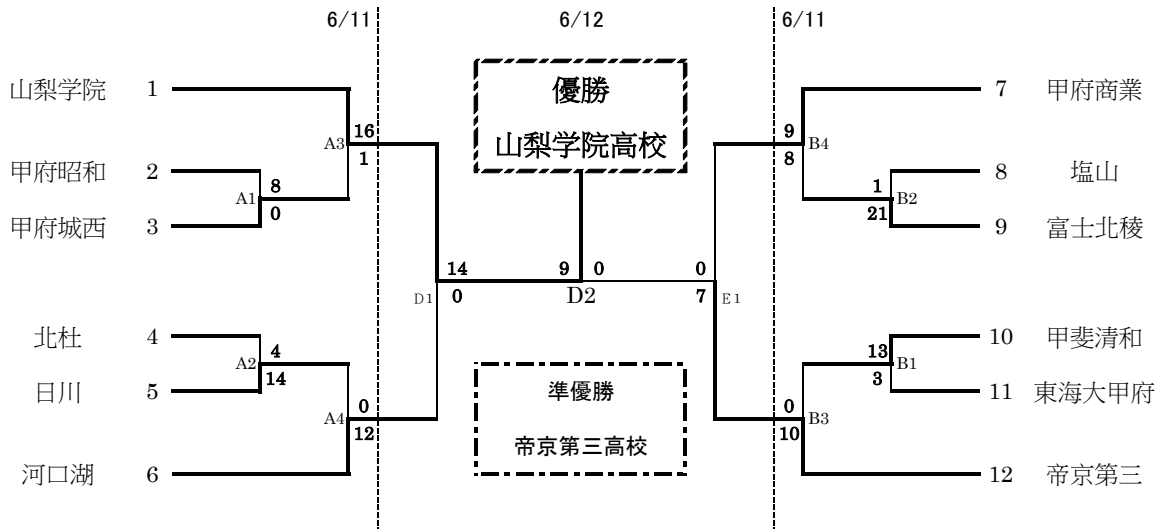 6/11
6/12
6/11
山梨学院 1
甲府昭和 2
甲府城西 3
北杜 4
日川 5
河口湖 6
A1
8
0
A2
4
14
A3
16
1
A4
0
12
D1
14
0
優勝
山梨学院高校
9 0
D2
準優勝
帝京第三高校
0
7
E1
9
8
B4
1
21
B2
13
3
B1
0
10
B3
7 甲府商業
8 塩山
9 富士北稜
10 甲斐清和
11 東海大甲府
12 帝京第三